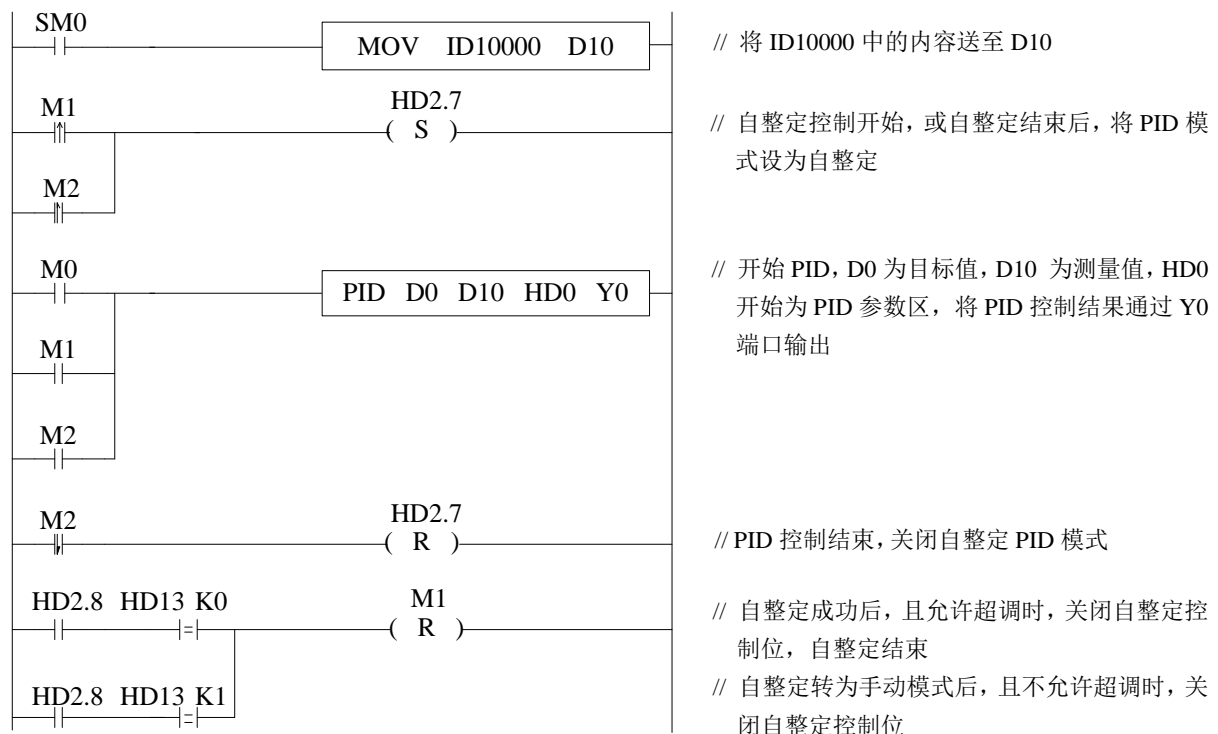 SM0
MOV ID10000 D10
// 将 ID10000 中的内容送至 D10
M1
HD2.7
( S )
// 自整定控制开始，或自整定结束后，将 PID 模
式设为自整定
M2
M0
PID D0 D10 HD0 Y0
// 开始 PID，D0 为目标值，D10 为测量值，HD0
开始为 PID 参数区，将 PID 控制结果通过 Y0
端口输出
M1
M2
M2
HD2.7
( R )
// PID 控制结束，关闭自整定 PID 模式
HD2.8 HD13 K0
=
M1
( R )
// 自整定成功后，且允许超调时，关闭自整定控
制位，自整定结束
HD2.8 HD13 K1
=
// 自整定转为手动模式后，且不允许超调时，关
闭自整定控制位